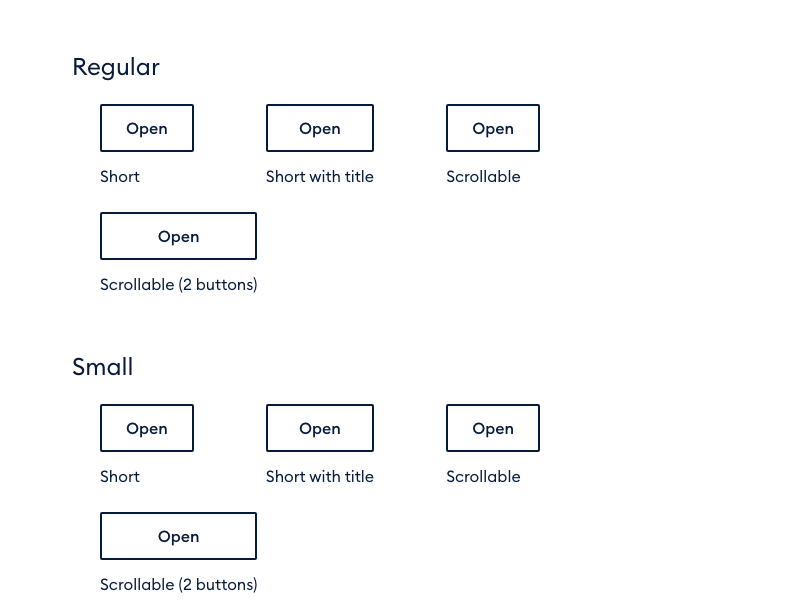 Regular
Open Open Open
Short Short with title Scrollable
Open
Scrollable (2 buttons)
Small
Open Open Open
Short Short with title Scrollable
Open
Scrollable (2 buttons)